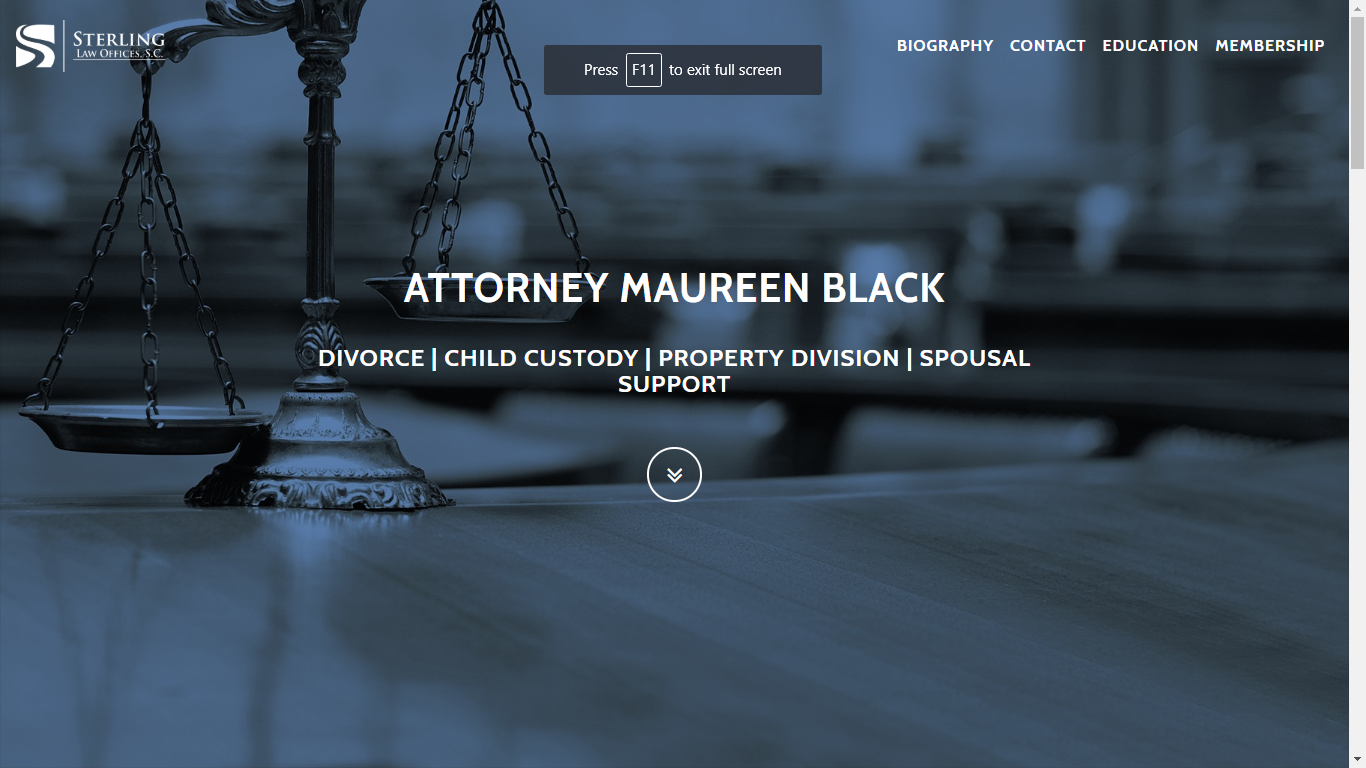 STERLING
LAW OFFICES, S.C.
BIOGRAPHY CONTACT EDUCATION MEMBERSHIP
Press F11 to exit full screen
ATTORNEY MAUREEN BLACK
DIVORCE | CHILD CUSTODY | PROPERTY DIVISION | SPOUSAL
SUPPORT